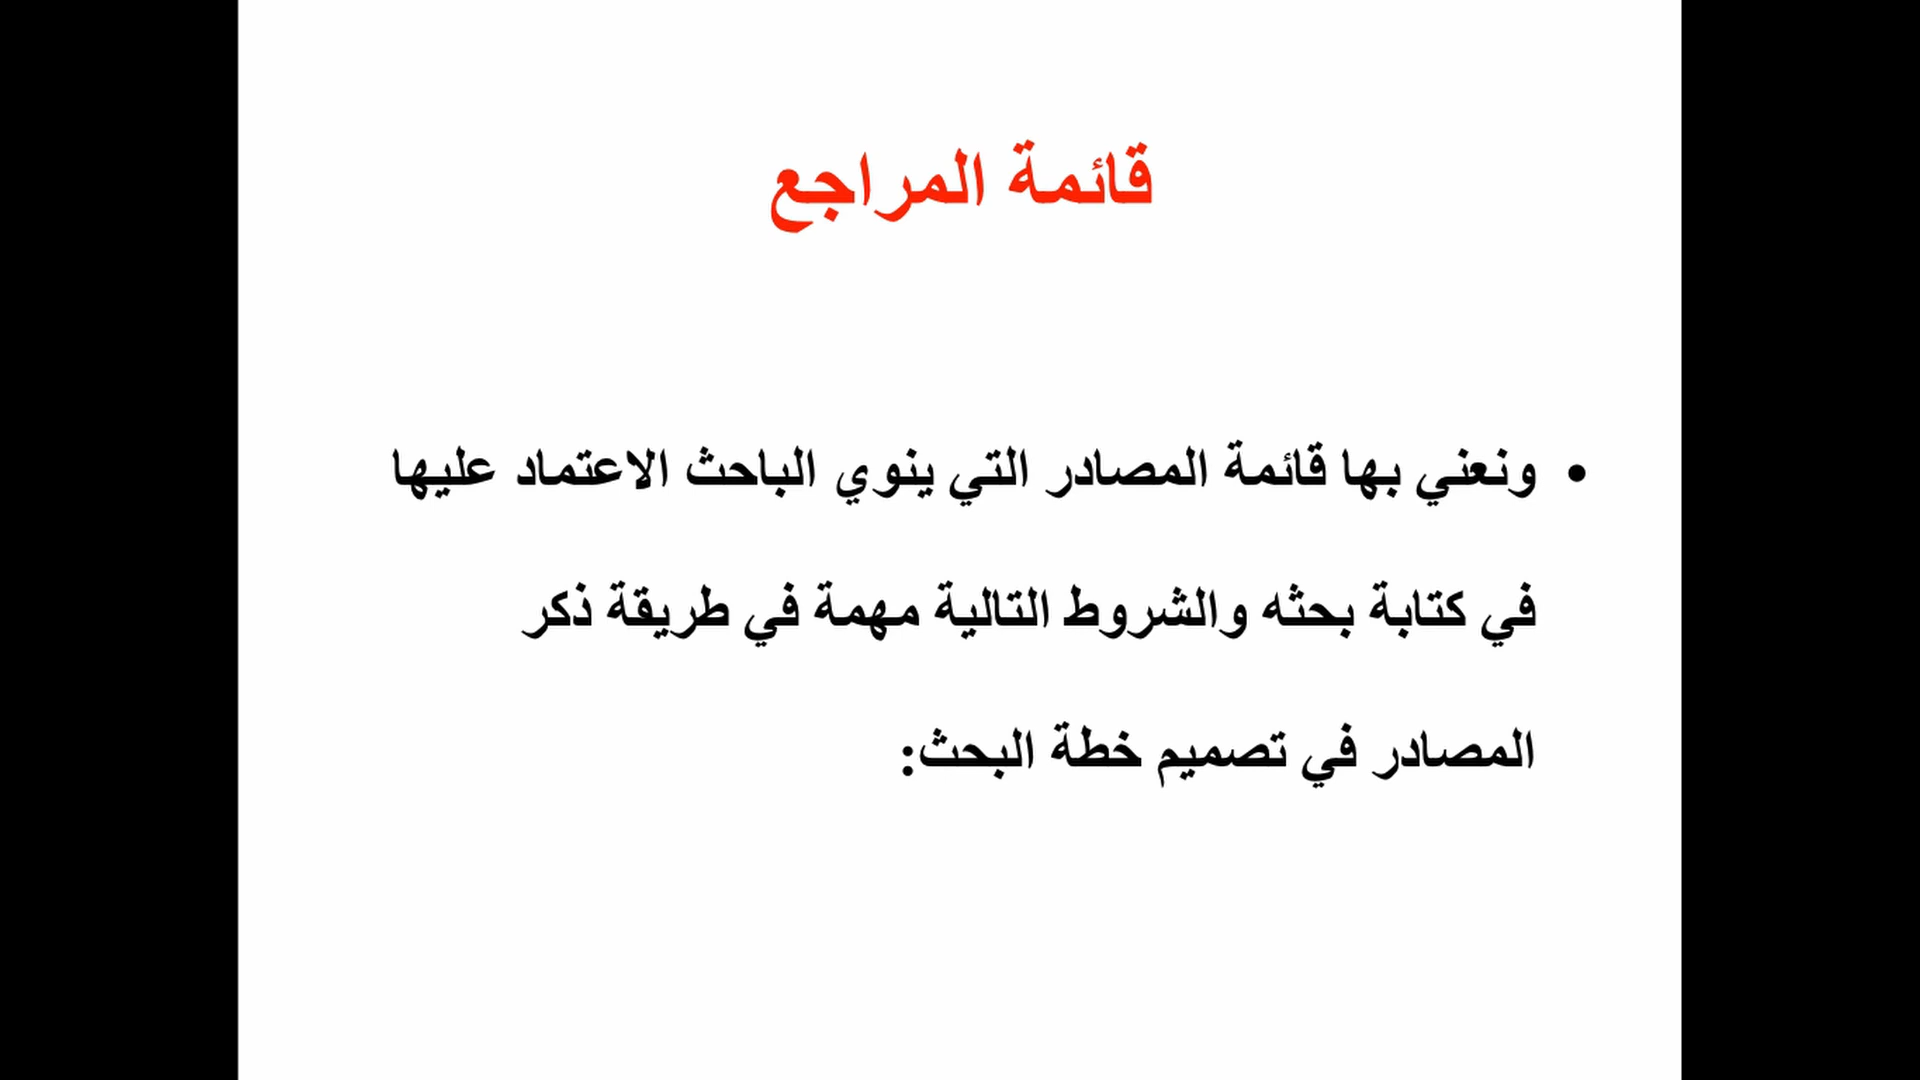 قائمة المراجع
• ونعني بها قائمة المصادر التي ينوي الباحث الاعتماد عليها
في كتابة بحثه والشروط التالية مهمة في طريقة ذكر
المصادر في تصميم خطة البحث: